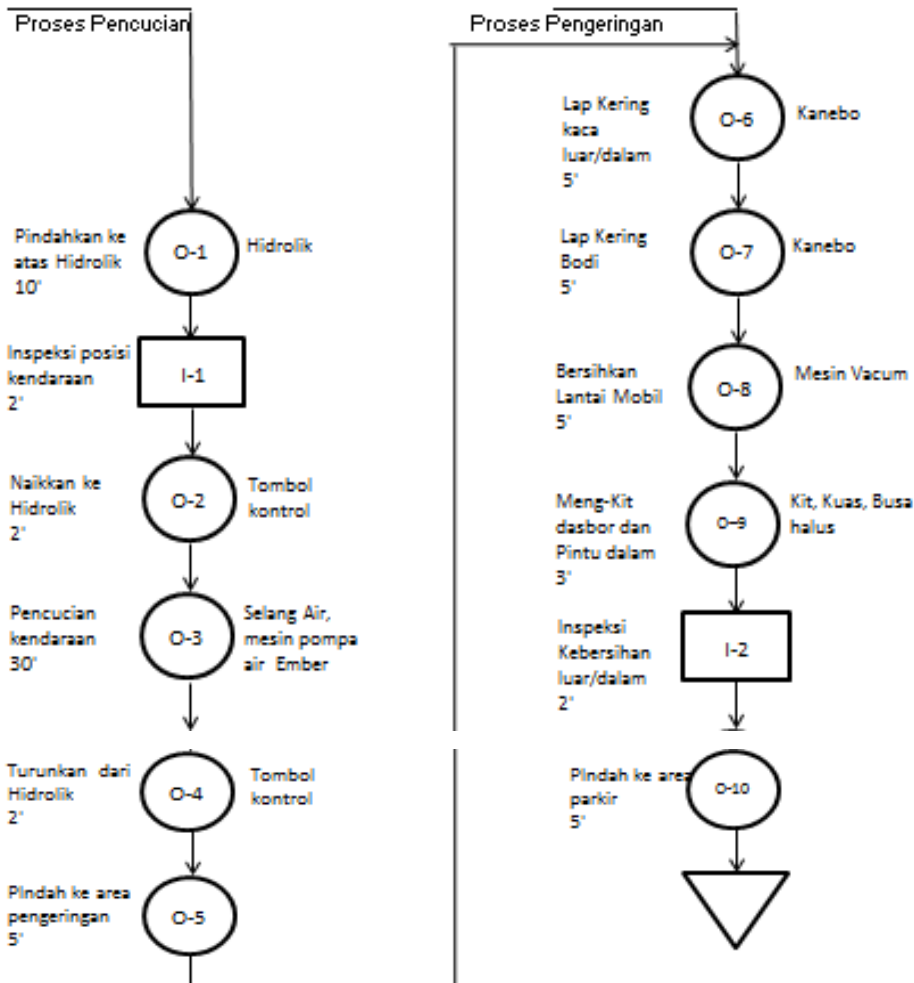 Proses Pencucian
Pindahkan ke
atas Hidrolik
10'
O-1
Hidrolik
Inspeksi posisi
kendaraan
2'
I-1
Naikkan ke
Hidrolik
2'
O-2
Tombol
kontrol
Pencucian
kendaraan
30'
O-3
Selang Air,
mesin pompa
air Ember
Turunkan dari
Hidrolik
2'
O-4
Tombol
kontrol
PIndah ke area
pengeringan
5'
O-5
Proses Pengeringan
Lap Kering
kaca
luar/dalam
5'
O-6
Kanebo
Lap Kering
Bodi
5'
O-7
Kanebo
Bersihkan
Lantai Mobil
5'
O-8
Mesin Vacum
Meng-Kit
dasbor dan
Pintu dalam
3'
O-9
Kit, Kuas, Busa
halus
Inspeksi
Kebersihan
luar/dalam
2'
I-2
PIndah ke area
parkir
5'
O-10